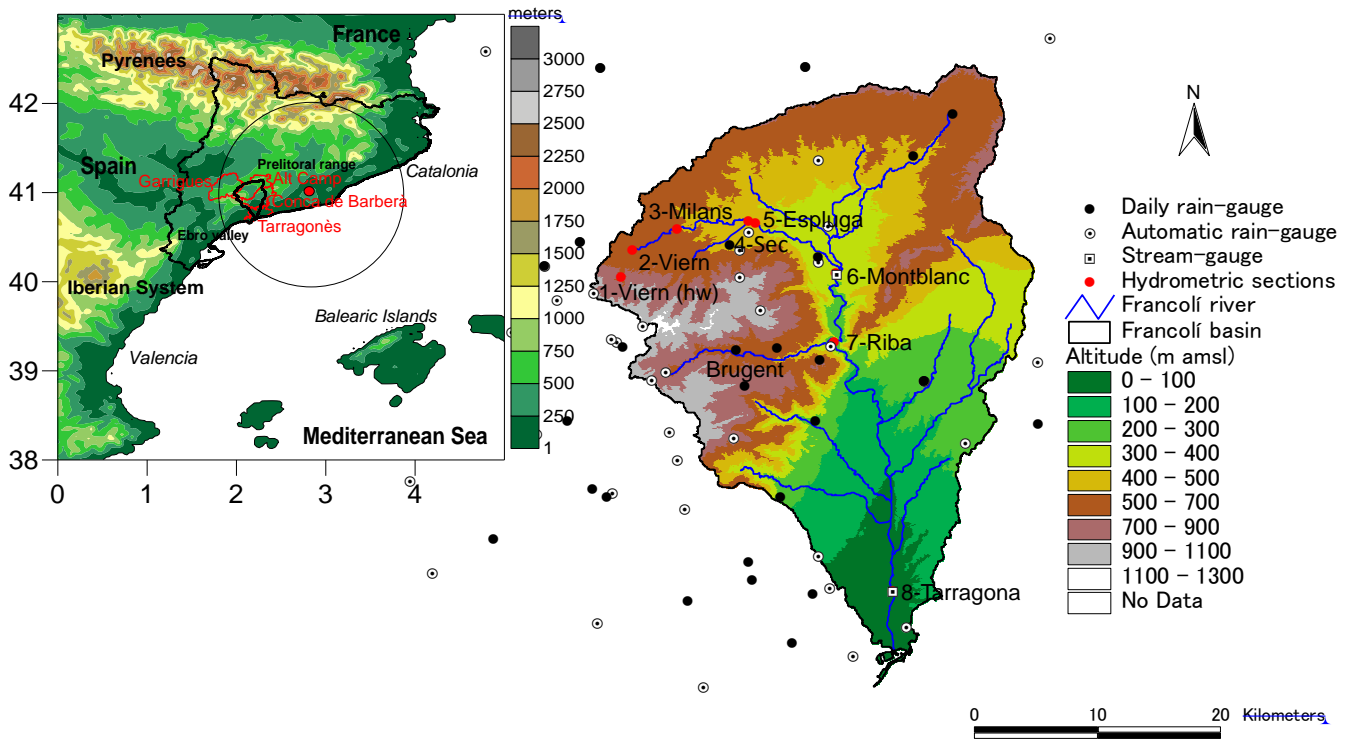 meters
France
Pyrenees
42
Spain
Prelitoral range
Catalonia
Garrigues
Alt Camp
41
Conca de Barberà
Tarragonès
Ebro valley
40
Iberian System
Balearic Islands
Valencia
39
Mediterranean Sea
38
0
1
2
3
4
3000
2750
2500
2250
2000
1750
1500
1250
1000
750
500
250
1
3-Milans
5-Espluga
4-Sec
2-Viern
6-Montblanc
1-Viern (hw)
7-Riba
Brugent
8-Tarragona
N
Daily rain-gauge
Automatic rain-gauge
Stream-gauge
Hydrometric sections
Francolí river
Francolí basin
Altitude (m amsl)
0 - 100
100 - 200
200 - 300
300 - 400
400 - 500
500 - 700
700 - 900
900 - 1100
1100 - 1300
No Data
0
10
20
Kilometers